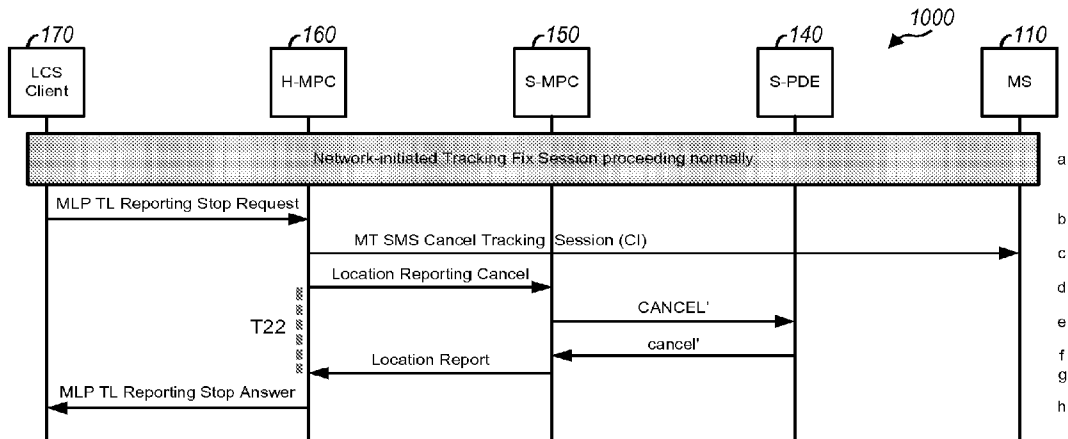 1000
170
160
150
140
110
LCS
Client
H-MPC
S-MPC
S-PDE
MS
Network-initiated Tracking Fix Session proceeding normally
a
MLP TL Reporting Stop Request
b
MT SMS Cancel Tracking Session (CI)
c
Location Reporting Cancel
d
T22
CANCEL'
e
cancel'
f
Location Report
g
MLP TL Reporting Stop Answer
h